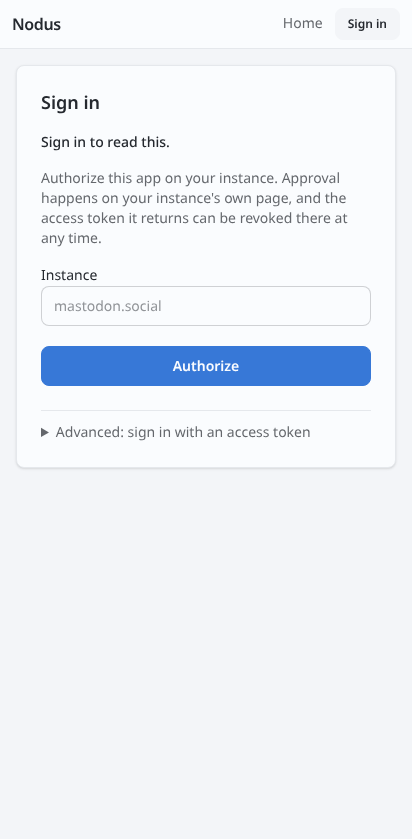 Nodus
Home
Sign in
Sign in
Sign in to read this.
Authorize this app on your instance. Approval
happens on your instance's own page, and the
access token it returns can be revoked there at
any time.
Instance
mastodon.social
Authorize
Advanced: sign in with an access token